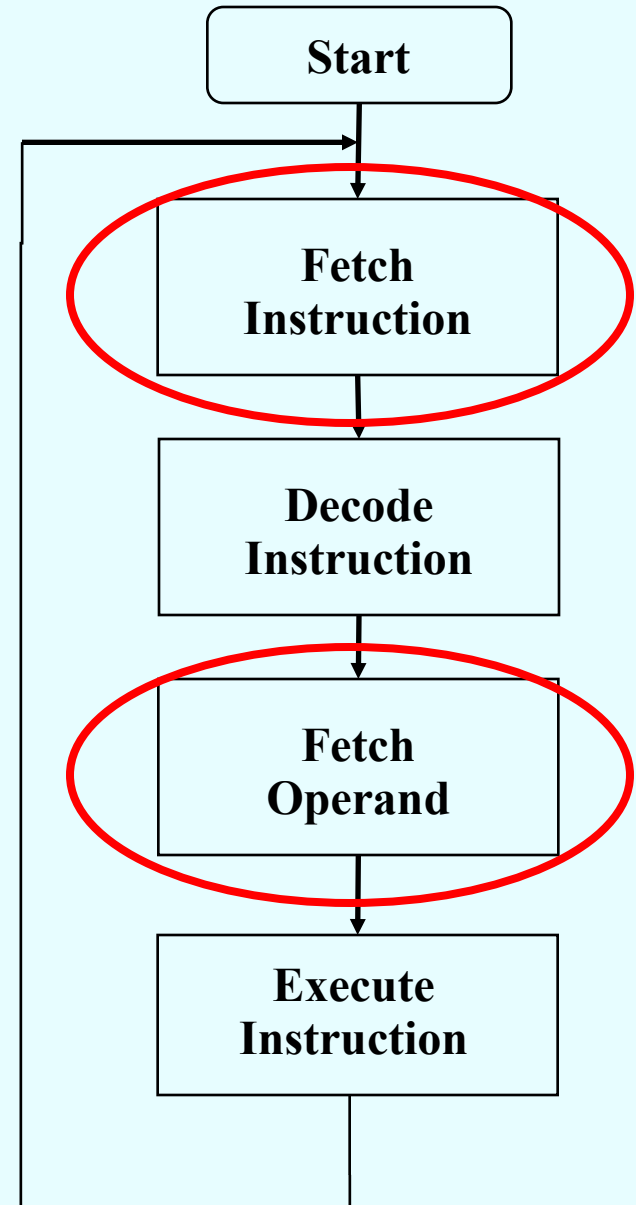 Start
Fetch
Instruction
Decode
Instruction
Fetch
Operand
Execute
Instruction